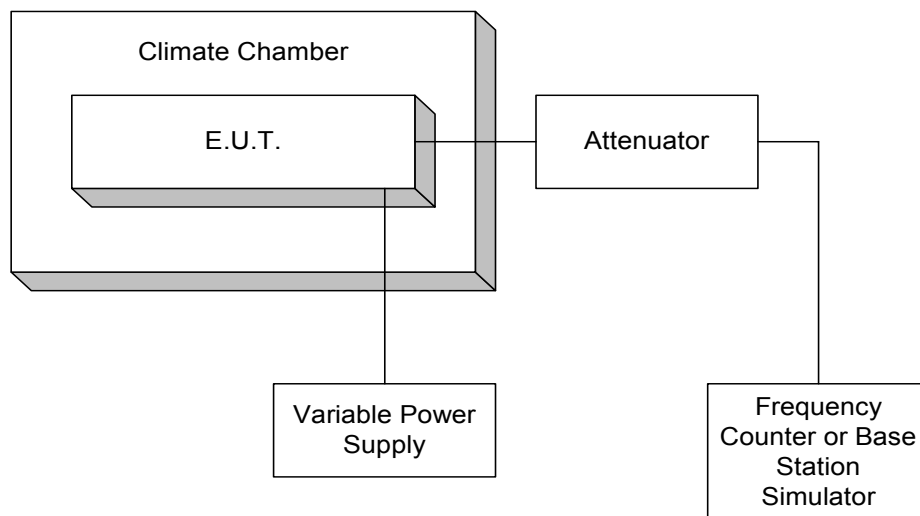 Climate Chamber
E.U.T.
Attenuator
Variable Power
Supply
Frequency
Counter or Base
Station
Simulator